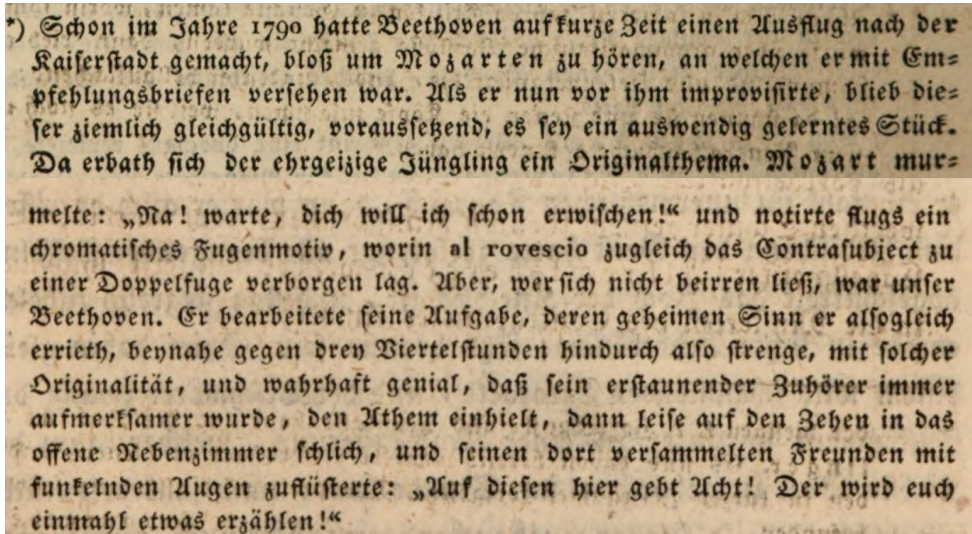 *) Schon im Jahre 1790 hatte Beethoven auf kurze Zeit einen Ausflug nach der
Kaiserstadt gemacht, bloß um Mozarten zu hören, an welchen er mit Em=
pfehlungsbriefen versehen war. Als er nun vor ihm improvisirte, blieb die=
ser ziemlich gleichgültig, voraussetzend, es sey ein auswendig gelerntes Stück.
Da erbath sich der ehrgeizige Jüngling ein Originalthema. Mozart mur=
melte: „Na! warte, dich will ich schon erwischen!“ und notirte flugs ein
chromatisches Fugenmotiv, worin al rovescio zugleich das Contrasubject zu
einer Doppelfuge verborgen lag. Aber, wer sich nicht beirren ließ, war unser
Beethoven. Er bearbeitete seine Aufgabe, deren geheimen Sinn er alsogleich
errieth, beynahe gegen drey Viertelstunden hindurch also strenge, mit solcher
Originalität, und wahrhaft genial, daß sein erstaunender Zuhörer immer
aufmerksamer wurde, den Athem einhielt, dann leise auf den Zehen in das
offene Nebenzimmer schlich, und seinen dort versammelten Freunden mit
funkelnden Augen zuflüsterte: „Auf diesen hier gebt Acht! Der wird euch
einmahl etwas erzählen!“